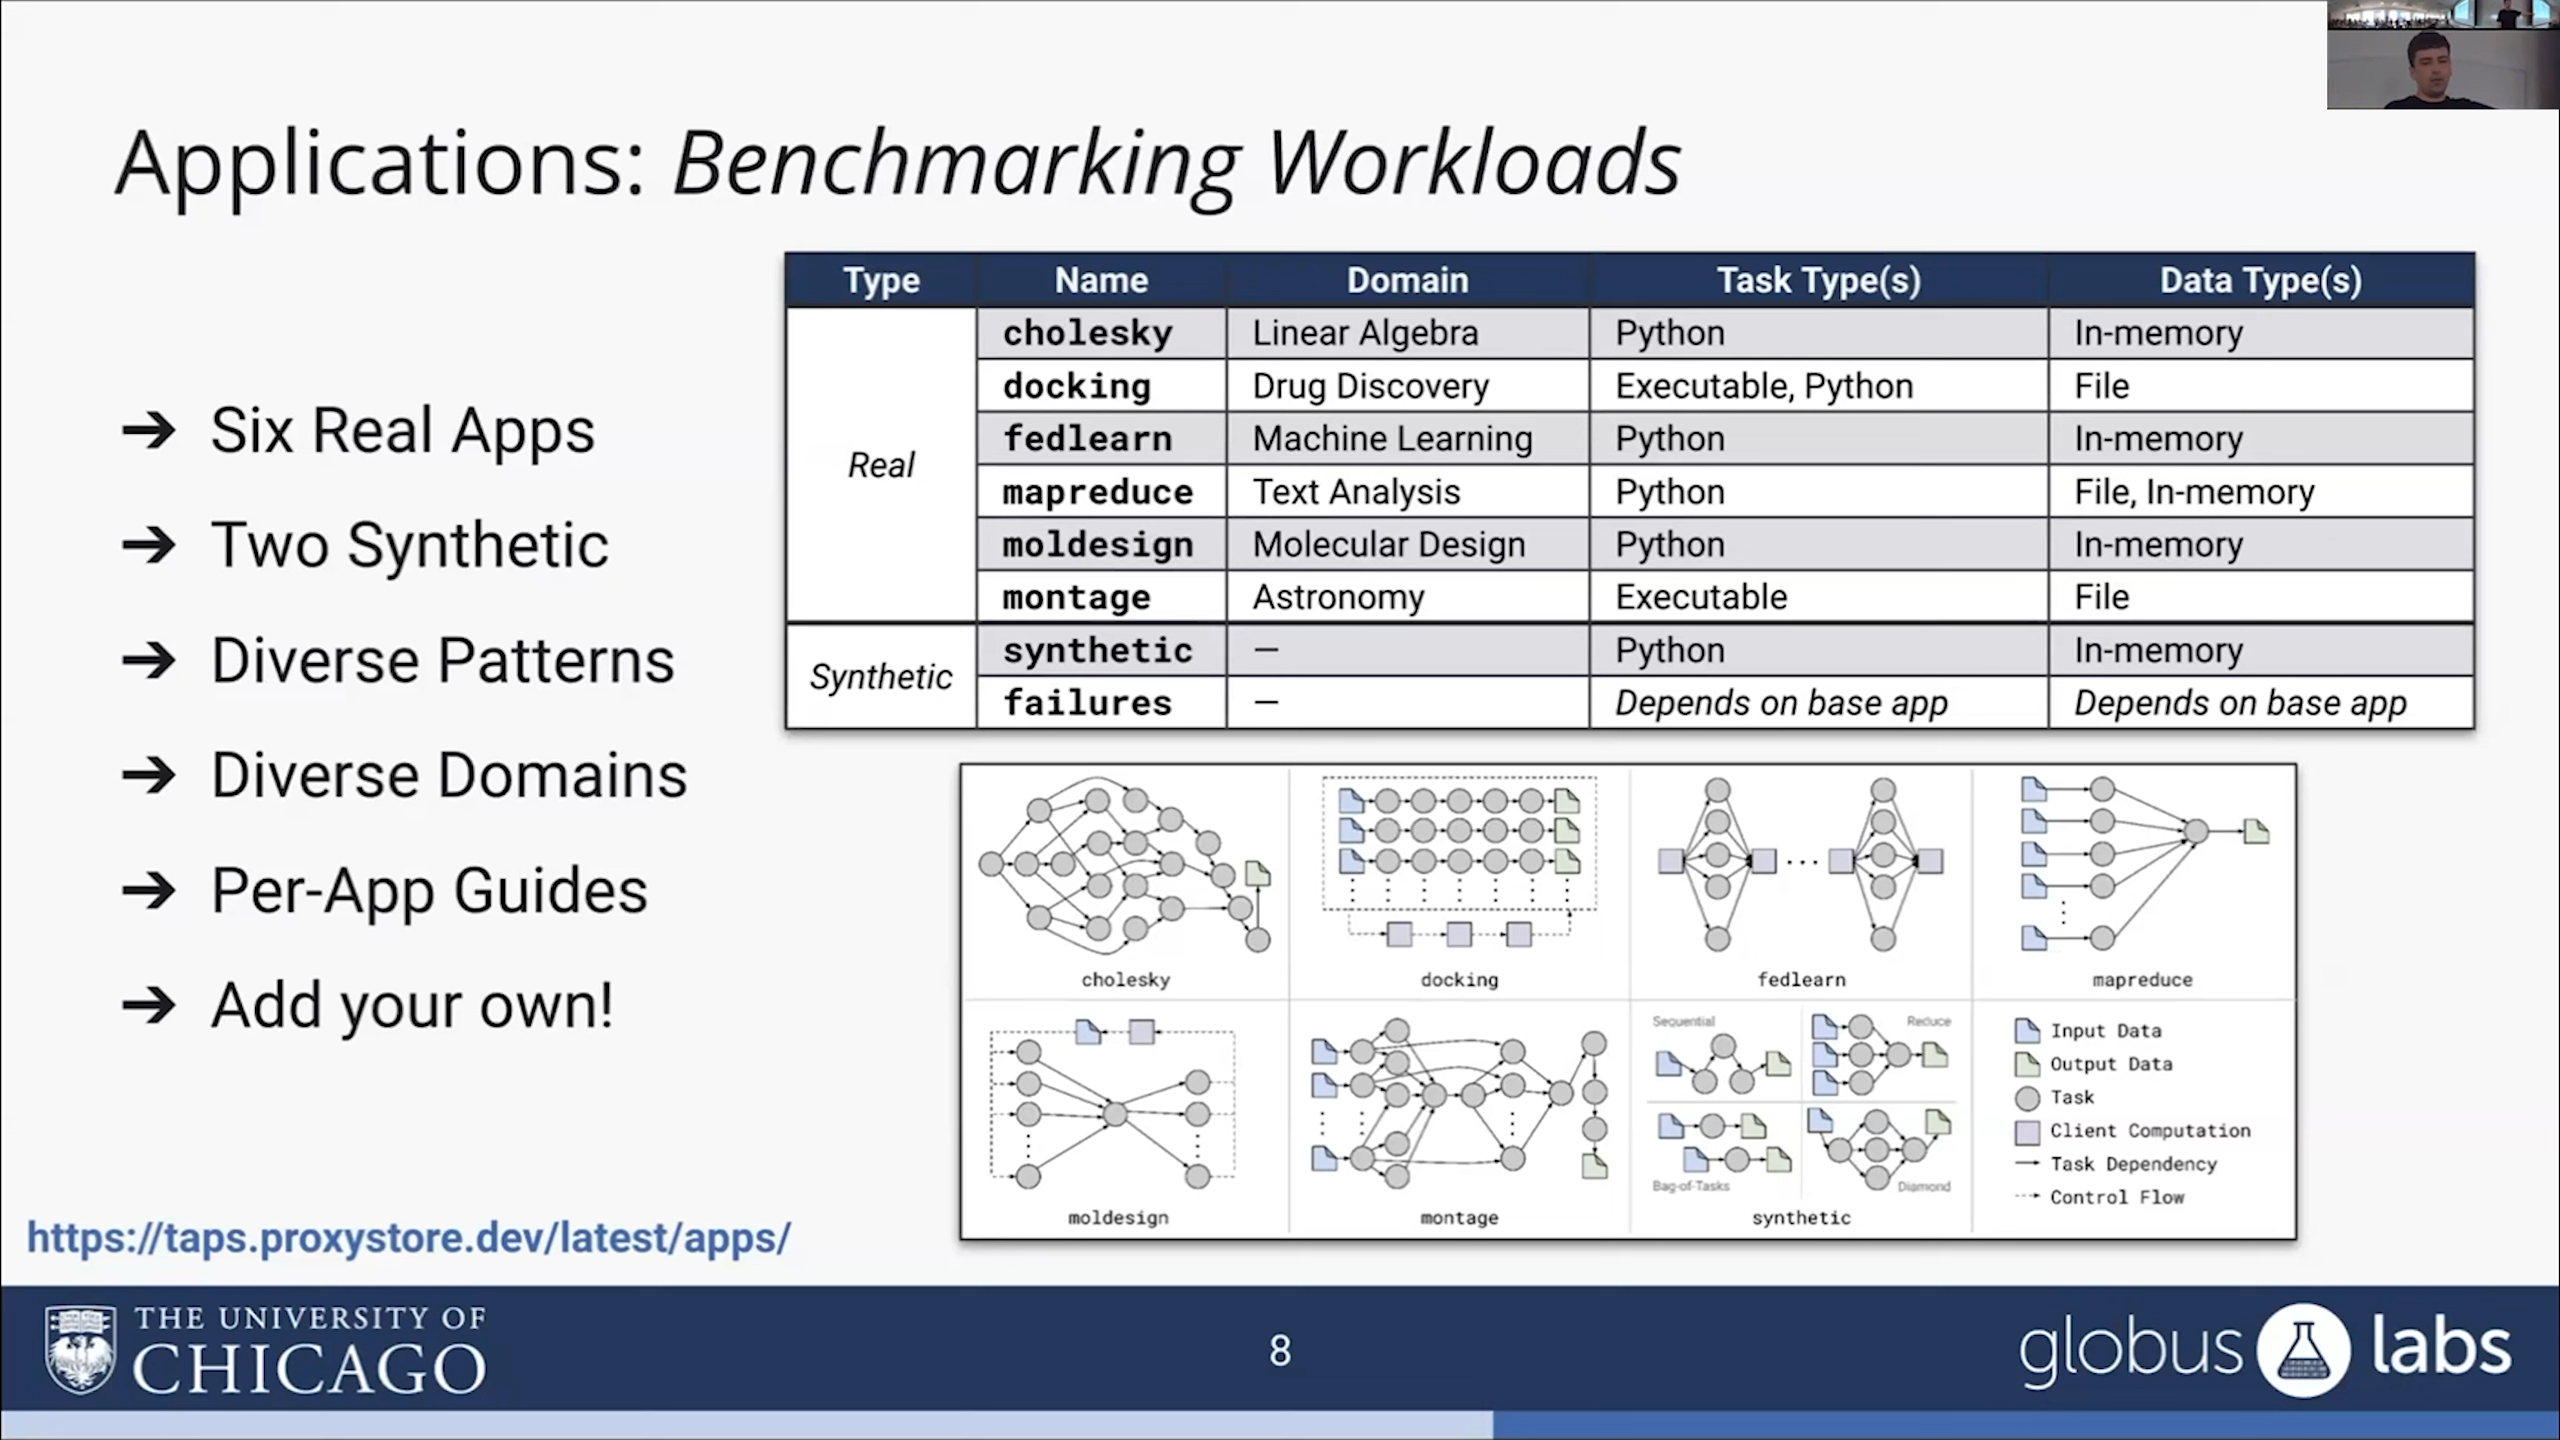 Applications: Benchmarking Workloads
➔ Six Real Apps
➔ Two Synthetic
➔ Diverse Patterns
➔ Diverse Domains
➔ Per-App Guides
➔ Add your own!
https://taps.proxystore.dev/latest/apps/
Type Name Domain Task Type(s) Data Type(s)
Real
cholesky Linear Algebra Python In-memory
docking Drug Discovery Executable, Python File
fedlearn Machine Learning Python In-memory
mapreduce Text Analysis Python File, In-memory
moldesign Molecular Design Python In-memory
montage Astronomy Executable File
Synthetic
synthetic — Python In-memory
failures — Depends on base app Depends on base app
cholesky docking fedlearn mapreduce
Sequential Reduce
Bag-of-Tasks Diamond
moldesign montage synthetic
Input Data
Output Data
Task
Client Computation
Task Dependency
Control Flow
THE UNIVERSITY OF
CHICAGO
8
globus labs